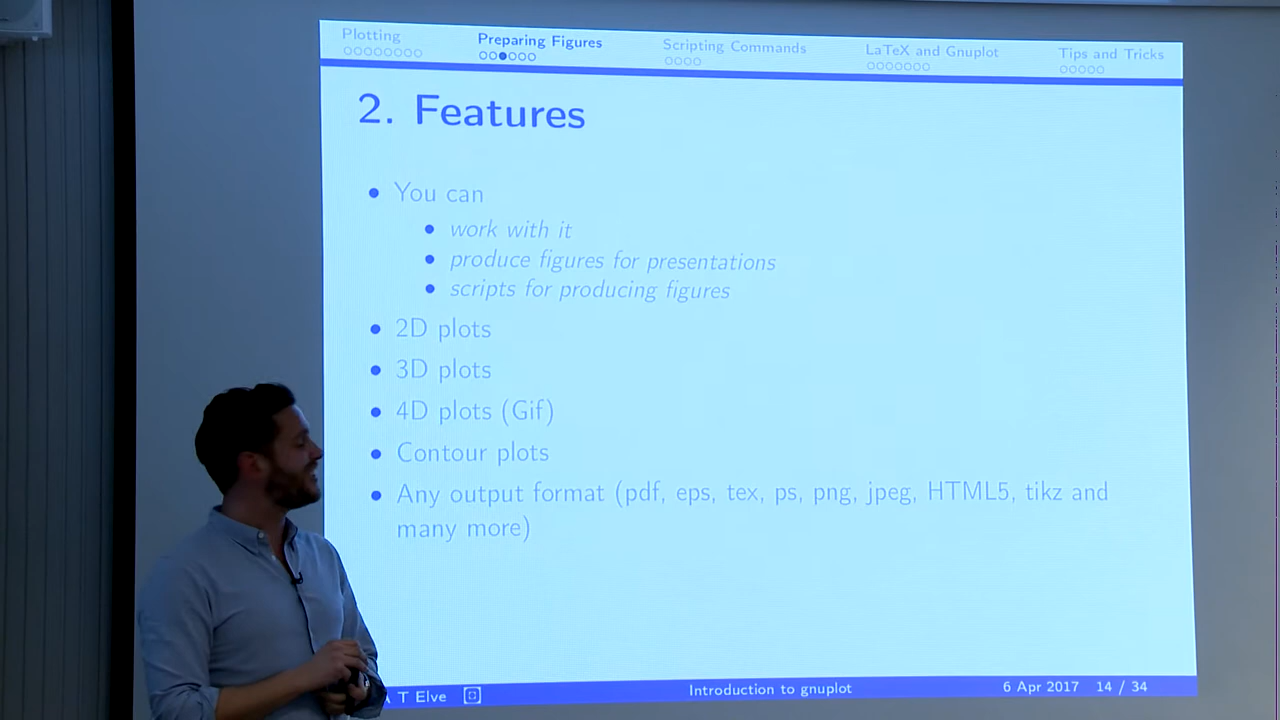 Plotting
Preparing Figures
Scripting Commands
LaTeX and Gnuplot
Tips and Tricks
2. Features
• You can
• work with it
• produce figures for presentations
• scripts for producing figures
• 2D plots
• 3D plots
• 4D plots (Gif)
• Contour plots
• Any output format (pdf, eps, tex, ps, png, jpeg, HTML5, tikz and
many more)
A T Elve
Introduction to gnuplot
6 Apr 2017 14 / 34